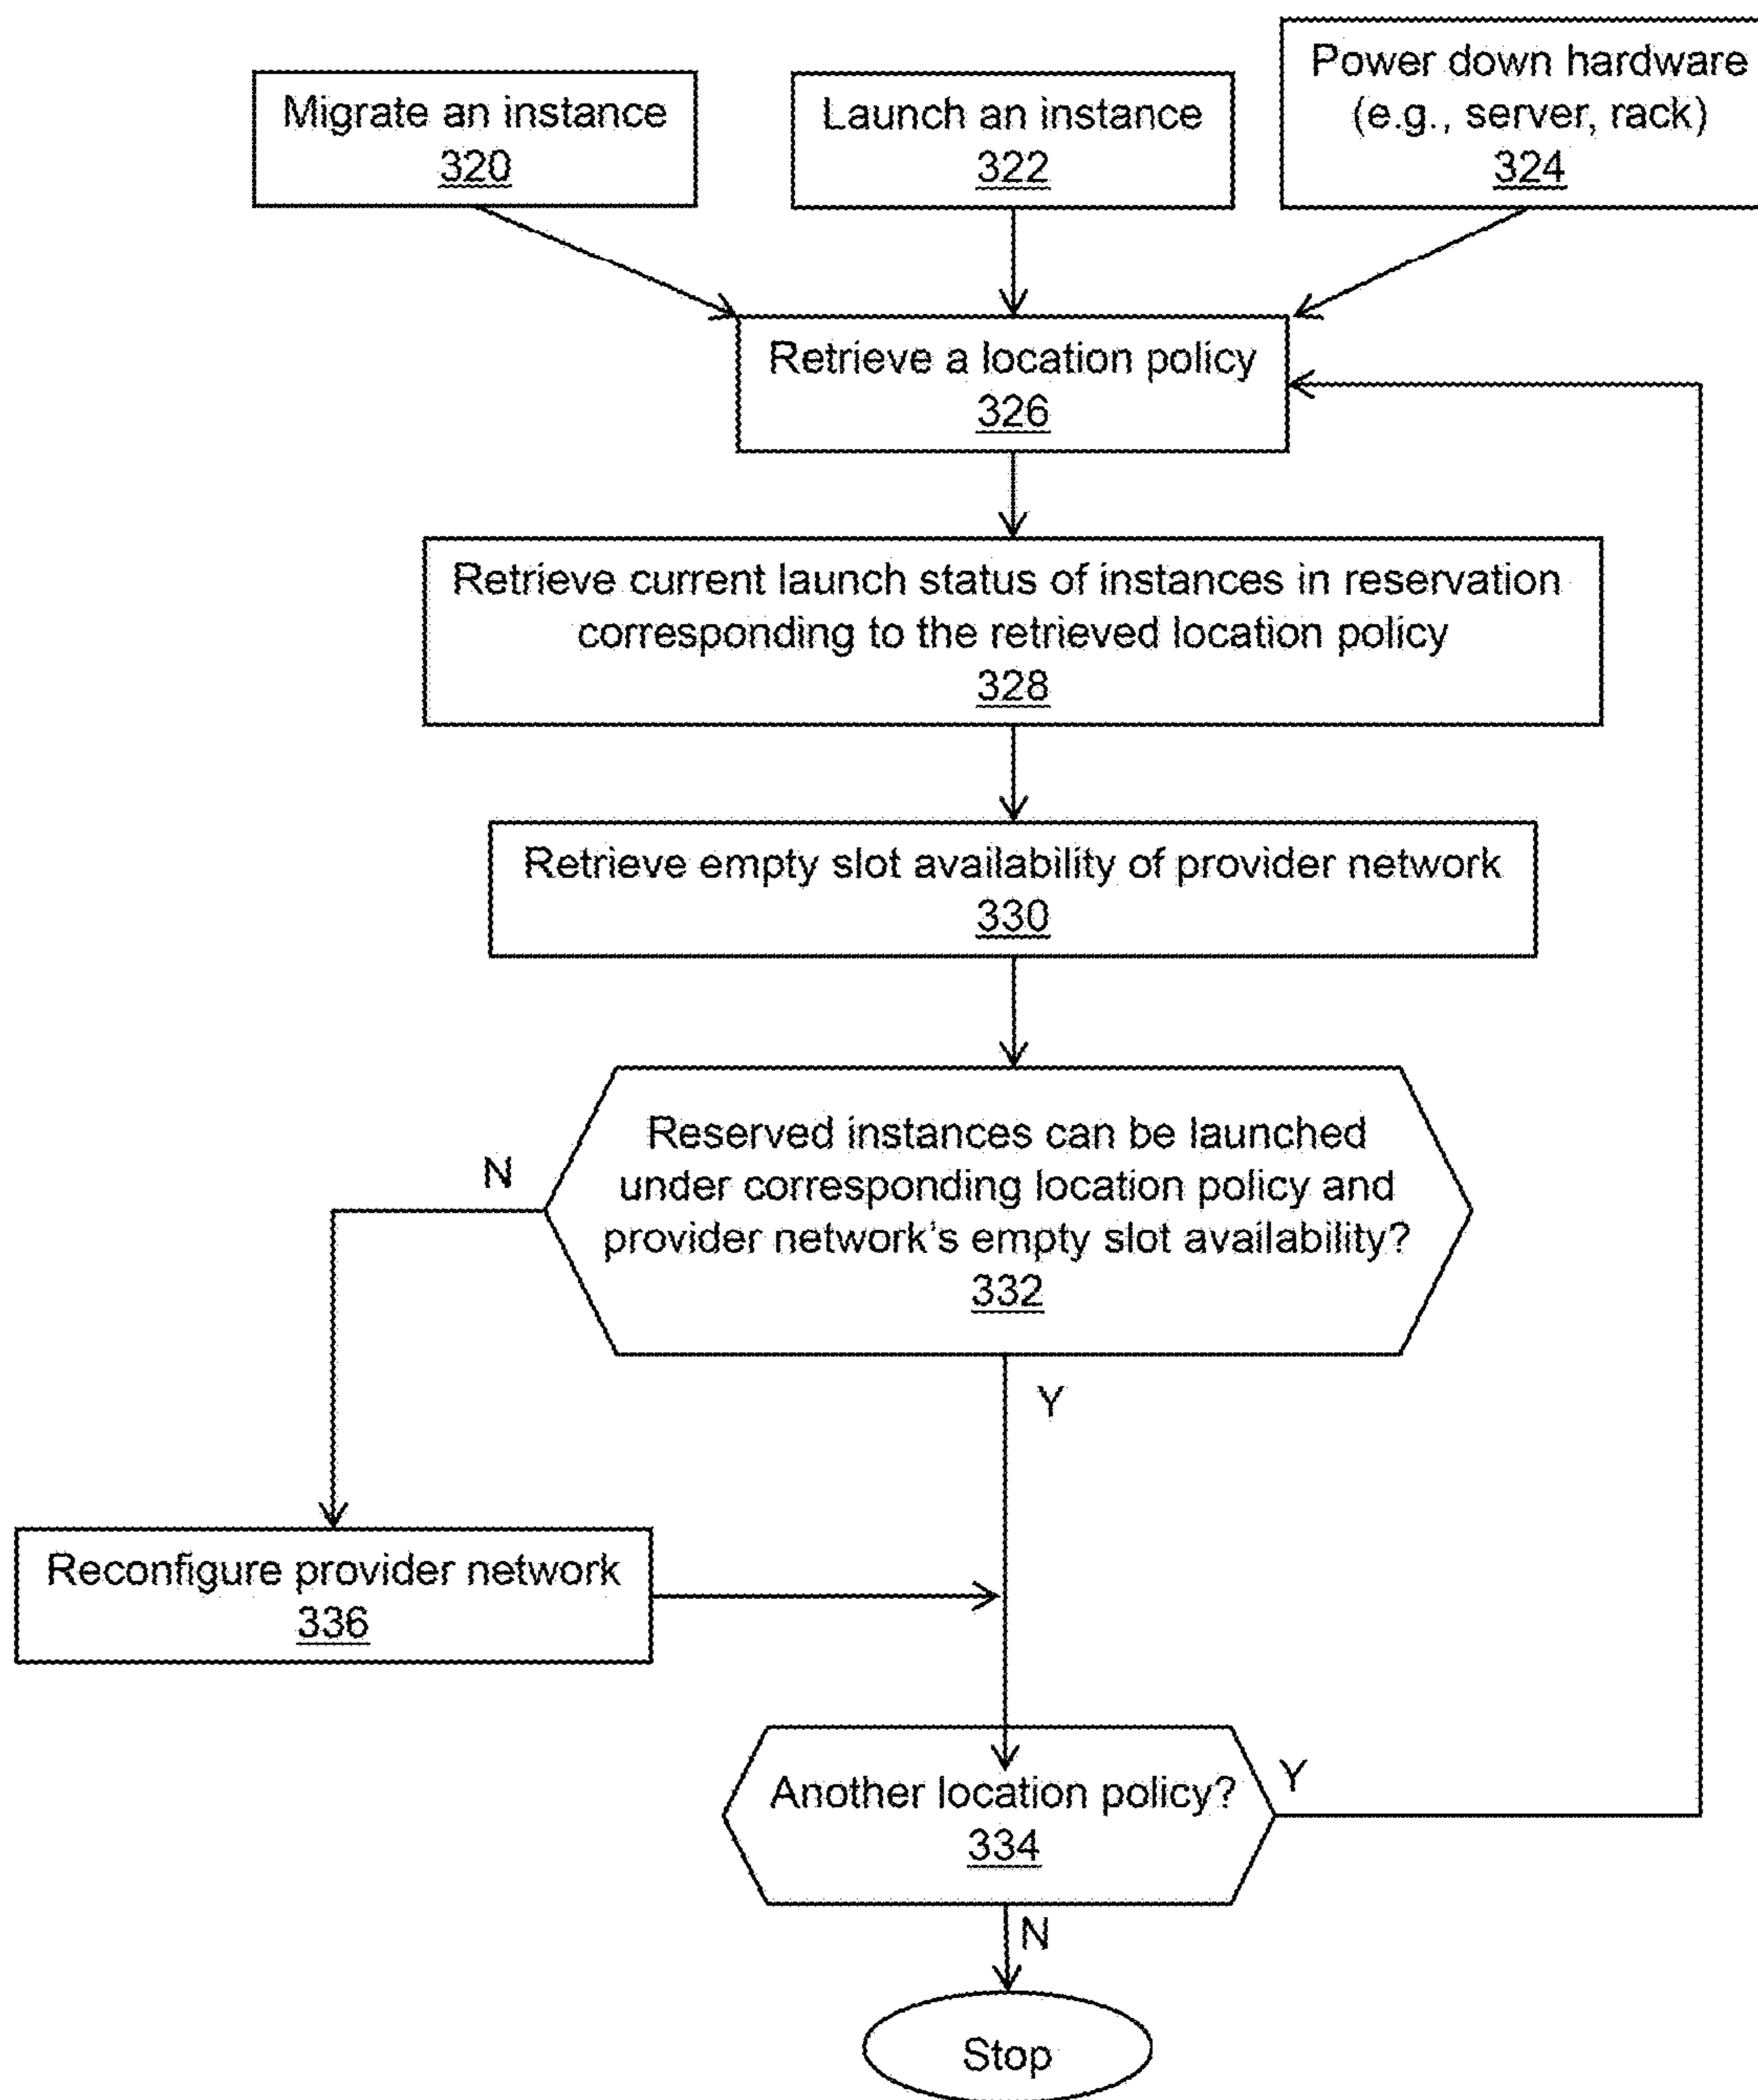 Migrate an instance
320
Launch an instance
322
Power down hardware
(e.g., server, rack)
324
Retrieve a location policy
326
Retrieve current launch status of instances in reservation
corresponding to the retrieved location policy
328
Retrieve empty slot availability of provider network
330
Reserved instances can be launched
under corresponding location policy and
provider network's empty slot availability?
332
N
Y
Reconfigure provider network
336
Another location policy?
334
Y
N
Stop